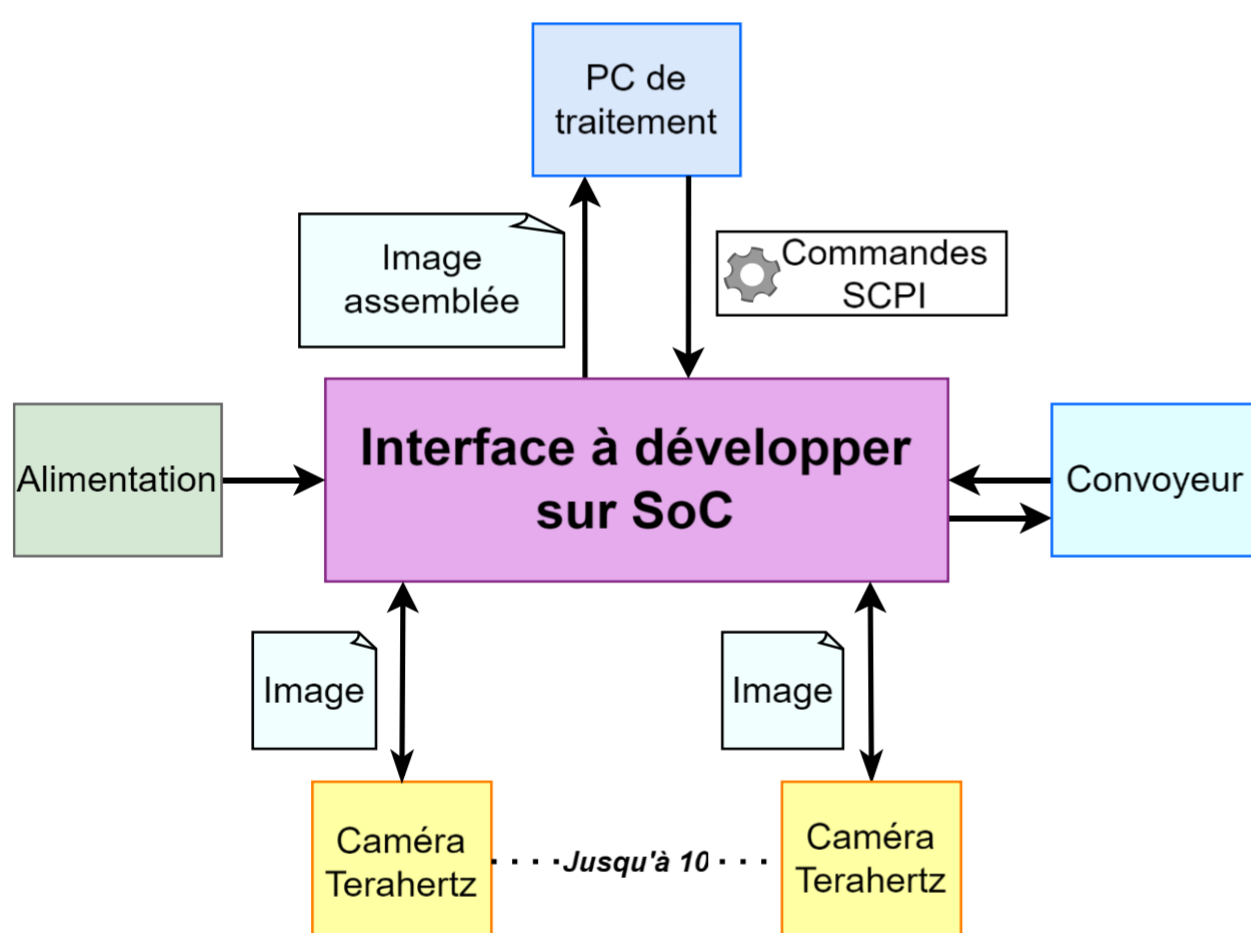 PC de
traitement
Image
assemblée
Commandes
SCPI
Alimentation
Interface à développer
sur SoC
Convoyeur
Image
Image
Caméra
Terahertz
Jusqu'à 10
Caméra
Terahertz